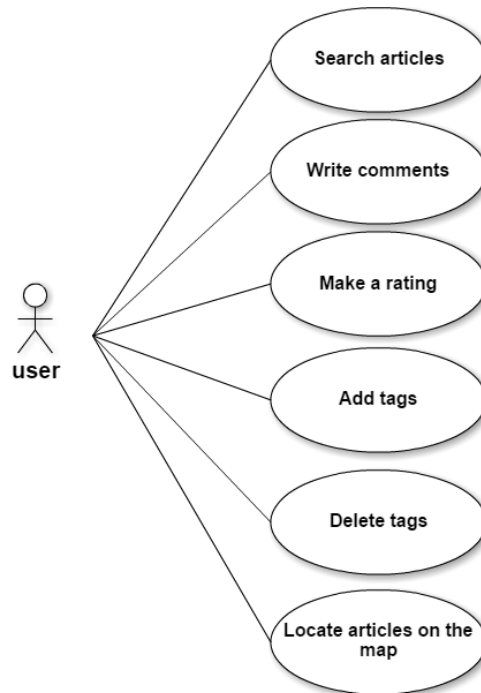 Search articles
Write comments
Make a rating
user
Add tags
Delete tags
Locate articles on the
map